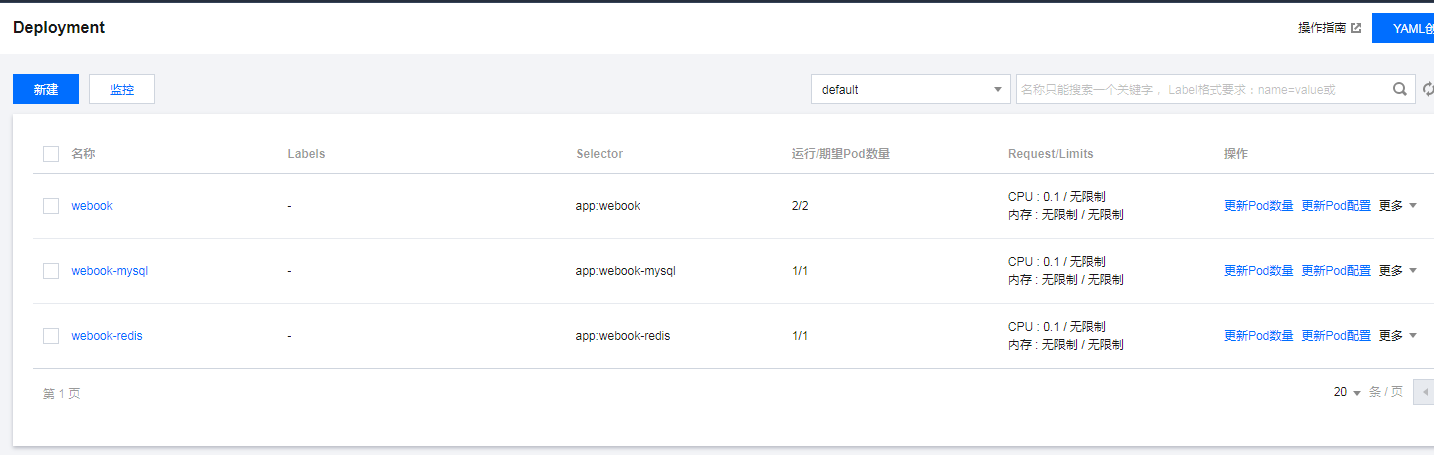 Deployment
操作指南
YAML创
新建
监控
default
名称只能搜索一个关键字， Label格式要求：name=value或
名称 Labels Selector 运行/期望Pod数量 Request/Limits 操作
webook - app:webook 2/2 CPU : 0.1 / 无限制 更新Pod数量 更新Pod配置 更多
内存 : 无限制 / 无限制
webook-mysql - app:webook-mysql 1/1 CPU : 0.1 / 无限制 更新Pod数量 更新Pod配置 更多
内存 : 无限制 / 无限制
webook-redis - app:webook-redis 1/1 CPU : 0.1 / 无限制 更新Pod数量 更新Pod配置 更多
内存 : 无限制 / 无限制
第 1 页 20 条 / 页